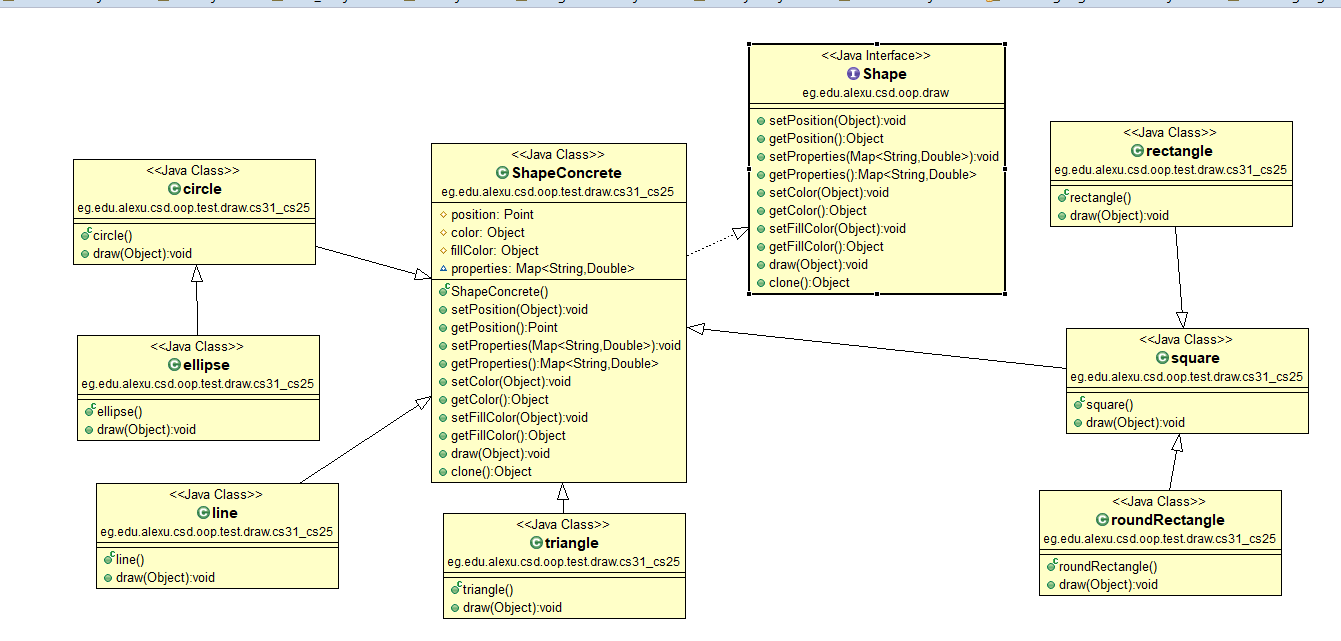 <<Java Interface>>
Shape
eg.edu.alexu.csd.oop.draw
setPosition(Object):void
getPosition():Object
setProperties(Map<String,Double>):void
getProperties():Map<String,Double>
setColor(Object):void
getColor():Object
setFillColor(Object):void
getFillColor():Object
draw(Object):void
clone():Object
<<Java Class>>
rectangle
eg.edu.alexu.csd.oop.test.draw.cs31_cs25
rectangle()
draw(Object):void
<<Java Class>>
ShapeConcrete
eg.edu.alexu.csd.oop.test.draw.cs31_cs25
position: Point
color: Object
fillColor: Object
properties: Map<String,Double>
ShapeConcrete()
setPosition(Object):void
getPosition():Point
setProperties(Map<String,Double>):void
getProperties():Map<String,Double>
setColor(Object):void
getColor():Object
setFillColor(Object):void
getFillColor():Object
draw(Object):void
clone():Object
<<Java Class>>
circle
eg.edu.alexu.csd.oop.test.draw.cs31_cs25
circle()
draw(Object):void
<<Java Class>>
ellipse
eg.edu.alexu.csd.oop.test.draw.cs31_cs25
ellipse()
draw(Object):void
<<Java Class>>
square
eg.edu.alexu.csd.oop.test.draw.cs31_cs25
square()
draw(Object):void
<<Java Class>>
line
eg.edu.alexu.csd.oop.test.draw.cs31_cs25
line()
draw(Object):void
<<Java Class>>
triangle
eg.edu.alexu.csd.oop.test.draw.cs31_cs25
triangle()
draw(Object):void
<<Java Class>>
roundRectangle
eg.edu.alexu.csd.oop.test.draw.cs31_cs25
roundRectangle()
draw(Object):void